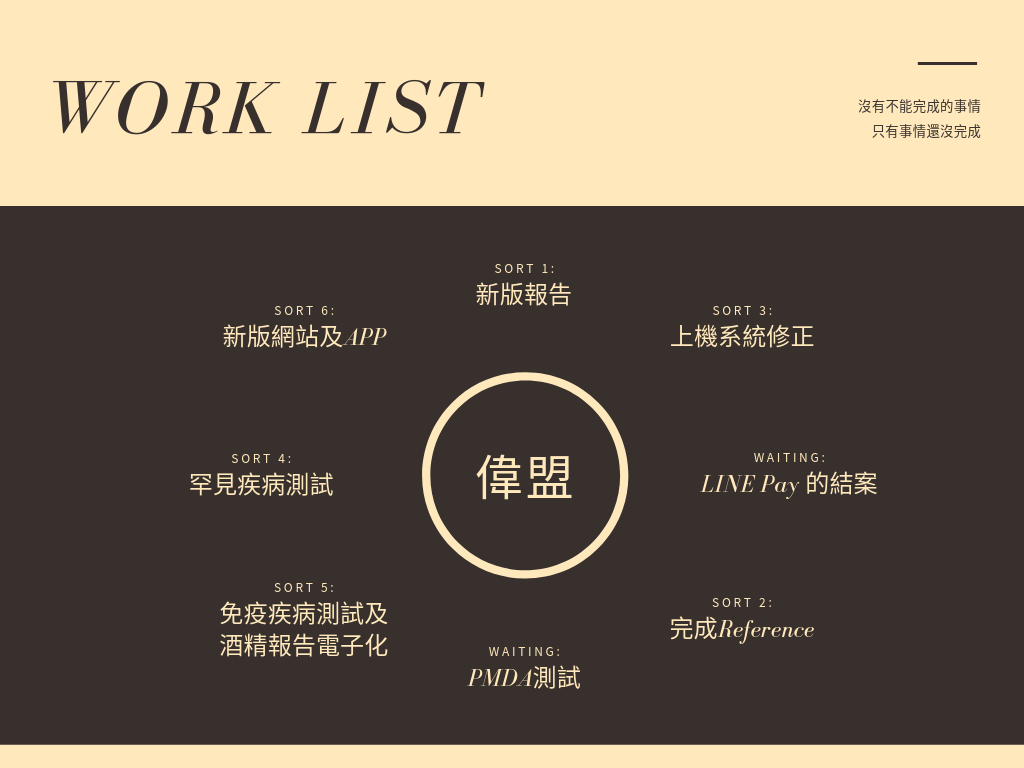 WORK LIST
沒有不能完成的事情
只有事情還沒完成
SORT 1:
新版報告
SORT 6:
新版網站及APP
SORT 3:
上機系統修正
偉盟
SORT 4:
罕見疾病測試
WAITING:
LINE Pay 的結案
SORT 5:
免疫疾病測試及
酒精報告電子化
SORT 2:
完成Reference
WAITING:
PMDA測試